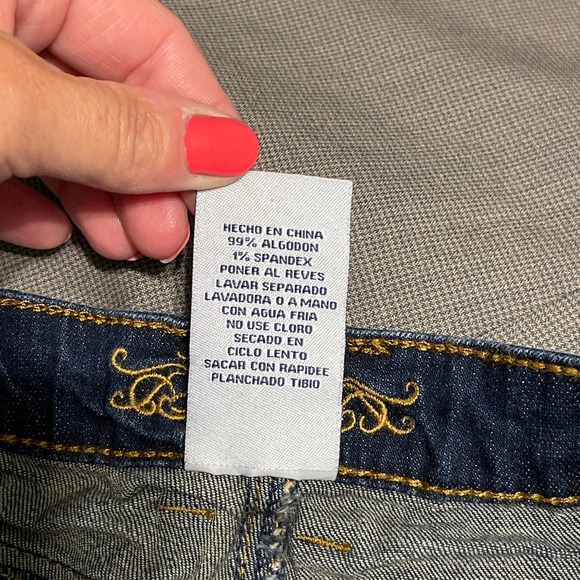 HECHO EN CHINA
99% ALGODON
1% SPANDEX
PONER AL REVES
LAVAR SEPARADO
LAVADORA O A MANO
CON AGUA FRIA
NO USE CLORO
SECADO EN
CICLO LENTO
SACAR CON RAPIDEE
PLANCHADO TIBIO